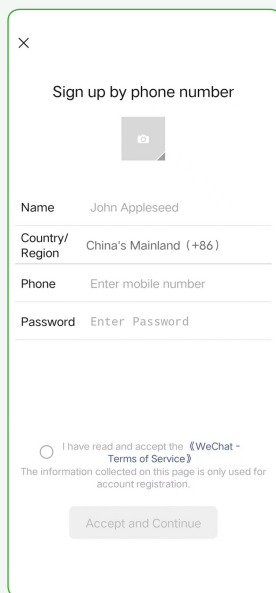 Sign up by phone number
Name John Appleseed
Country/
Region China's Mainland (+86)
Phone Enter mobile number
Password Enter Password
I have read and accept the 《WeChat -
Terms of Service》
The information collected on this page is only used for
account registration.
Accept and Continue